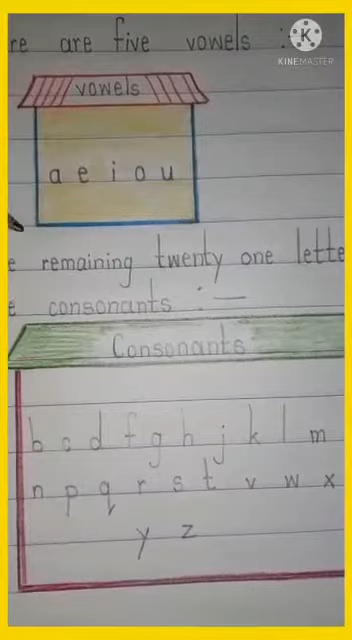 re are five vowels :
K
KINEMASTER
vowels
a e i o u
e remaining twenty one lette
e consonants : —
Consonants
b c d f g h j k l m
n p q r s t v w x
y z